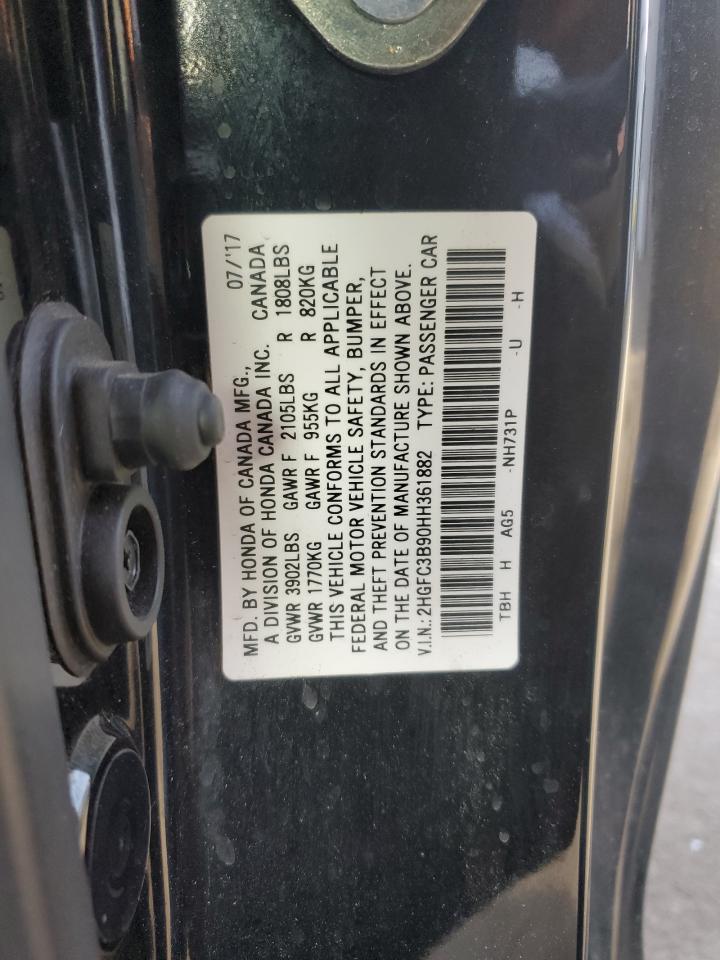 MFD. BY HONDA OF CANADA MFG., 07/'17
A DIVISION OF HONDA CANADA INC. CANADA
GVWR 3902LBS GAWR F 2105LBS R 1808LBS
GVWR 1770KG GAWR F 955KG R 820KG
THIS VEHICLE CONFORMS TO ALL APPLICABLE
FEDERAL MOTOR VEHICLE SAFETY, BUMPER,
AND THEFT PREVENTION STANDARDS IN EFFECT
ON THE DATE OF MANUFACTURE SHOWN ABOVE.
V.I.N.: 2HGFC3B90HH361882 TYPE: PASSENGER CAR
TBH H AG5 -NH731P -U -H